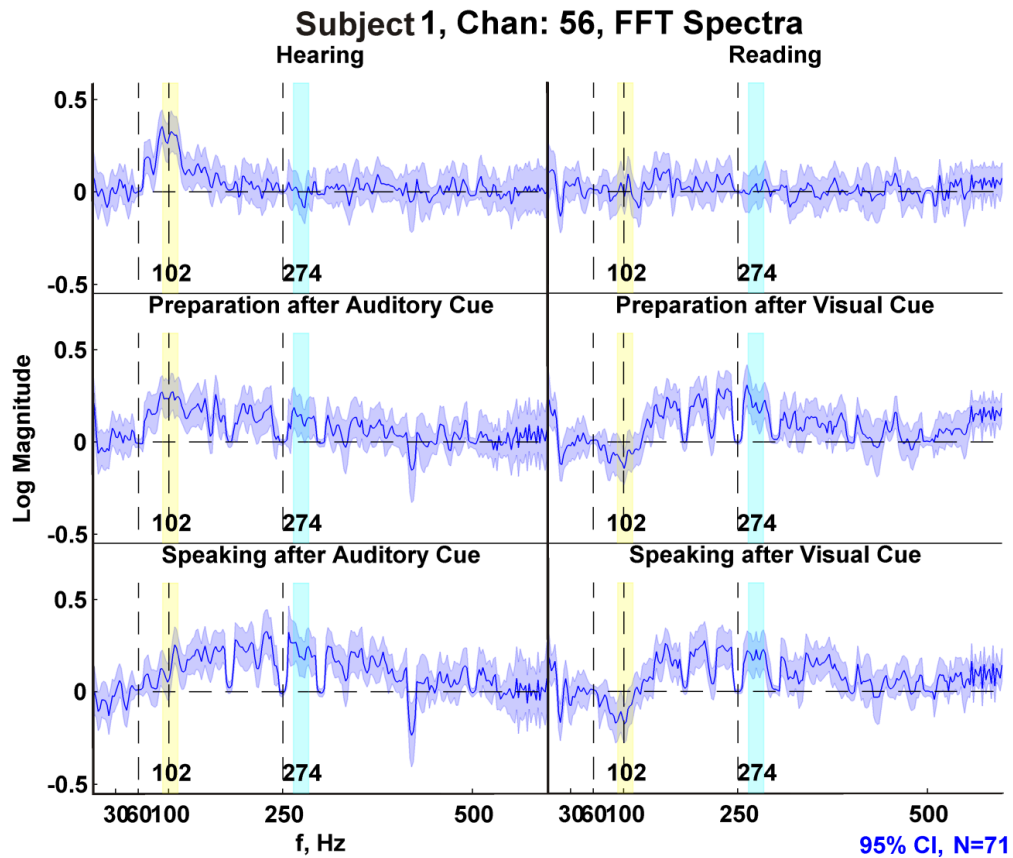 Subject 1, Chan: 56, FFT Spectra
Hearing Reading
0.5
0
-0.5
102 274 102 274
Preparation after Auditory Cue Preparation after Visual Cue
0.5
0
-0.5
102 274 102 274
Log Magnitude
Speaking after Auditory Cue Speaking after Visual Cue
0.5
0
-0.5
102 274 102 274
30 60 100 250 500 30 60 100 250 500
f, Hz
95% CI, N=71